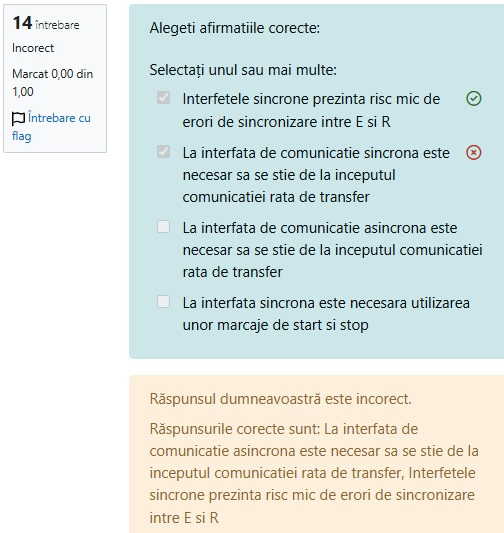 14 întrebare
Incorect
Marcat 0,00 din
1,00
Întrebare cu
flag
Alegeti afirmatiile corecte:
Selectați unul sau mai multe:
Interfetele sincrone prezinta risc mic de
erori de sincronizare intre E si R
La interfata de comunicatie sincrona este
necesar sa se stie de la inceputul
comunicatiei rata de transfer
La interfata de comunicatie asincrona este
necesar sa se stie de la inceputul comunicatiei
rata de transfer
La interfata sincrona este necesara utilizarea
unor marcaje de start si stop
Răspunsul dumneavoastră este incorect.
Răspunsurile corecte sunt: La interfata de
comunicatie asincrona este necesar sa se stie de la
inceputul comunicatiei rata de transfer, Interfetele
sincrone prezinta risc mic de erori de sincronizare
intre E si R